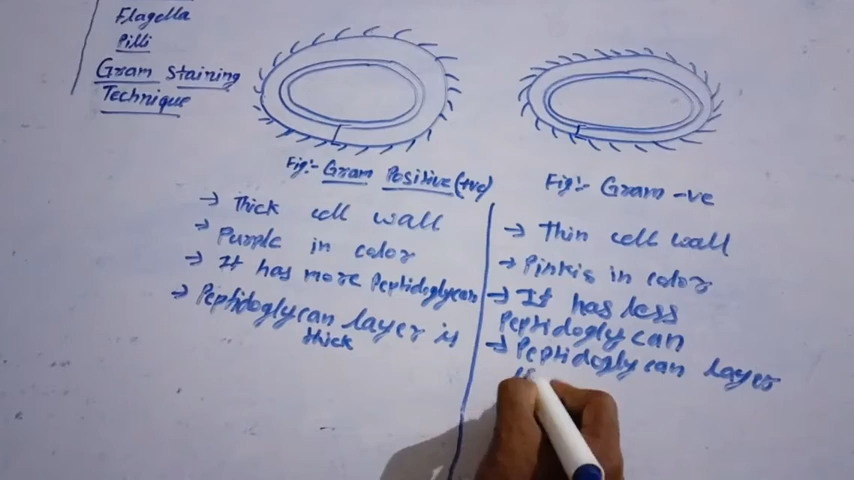 Flagella
Pilli
Gram Staining
Technique
Fig:- Gram Positive (+ve)
→ Thick cell wall
→ Purple in color
→ It has more Peptidoglycan
→ Peptidoglycan layer is
thick
Fig:- Gram -ve
→ Thin cell wall
→ Pinkis in color
→ It has less
Peptidoglycan
→ Peptidoglycan layer